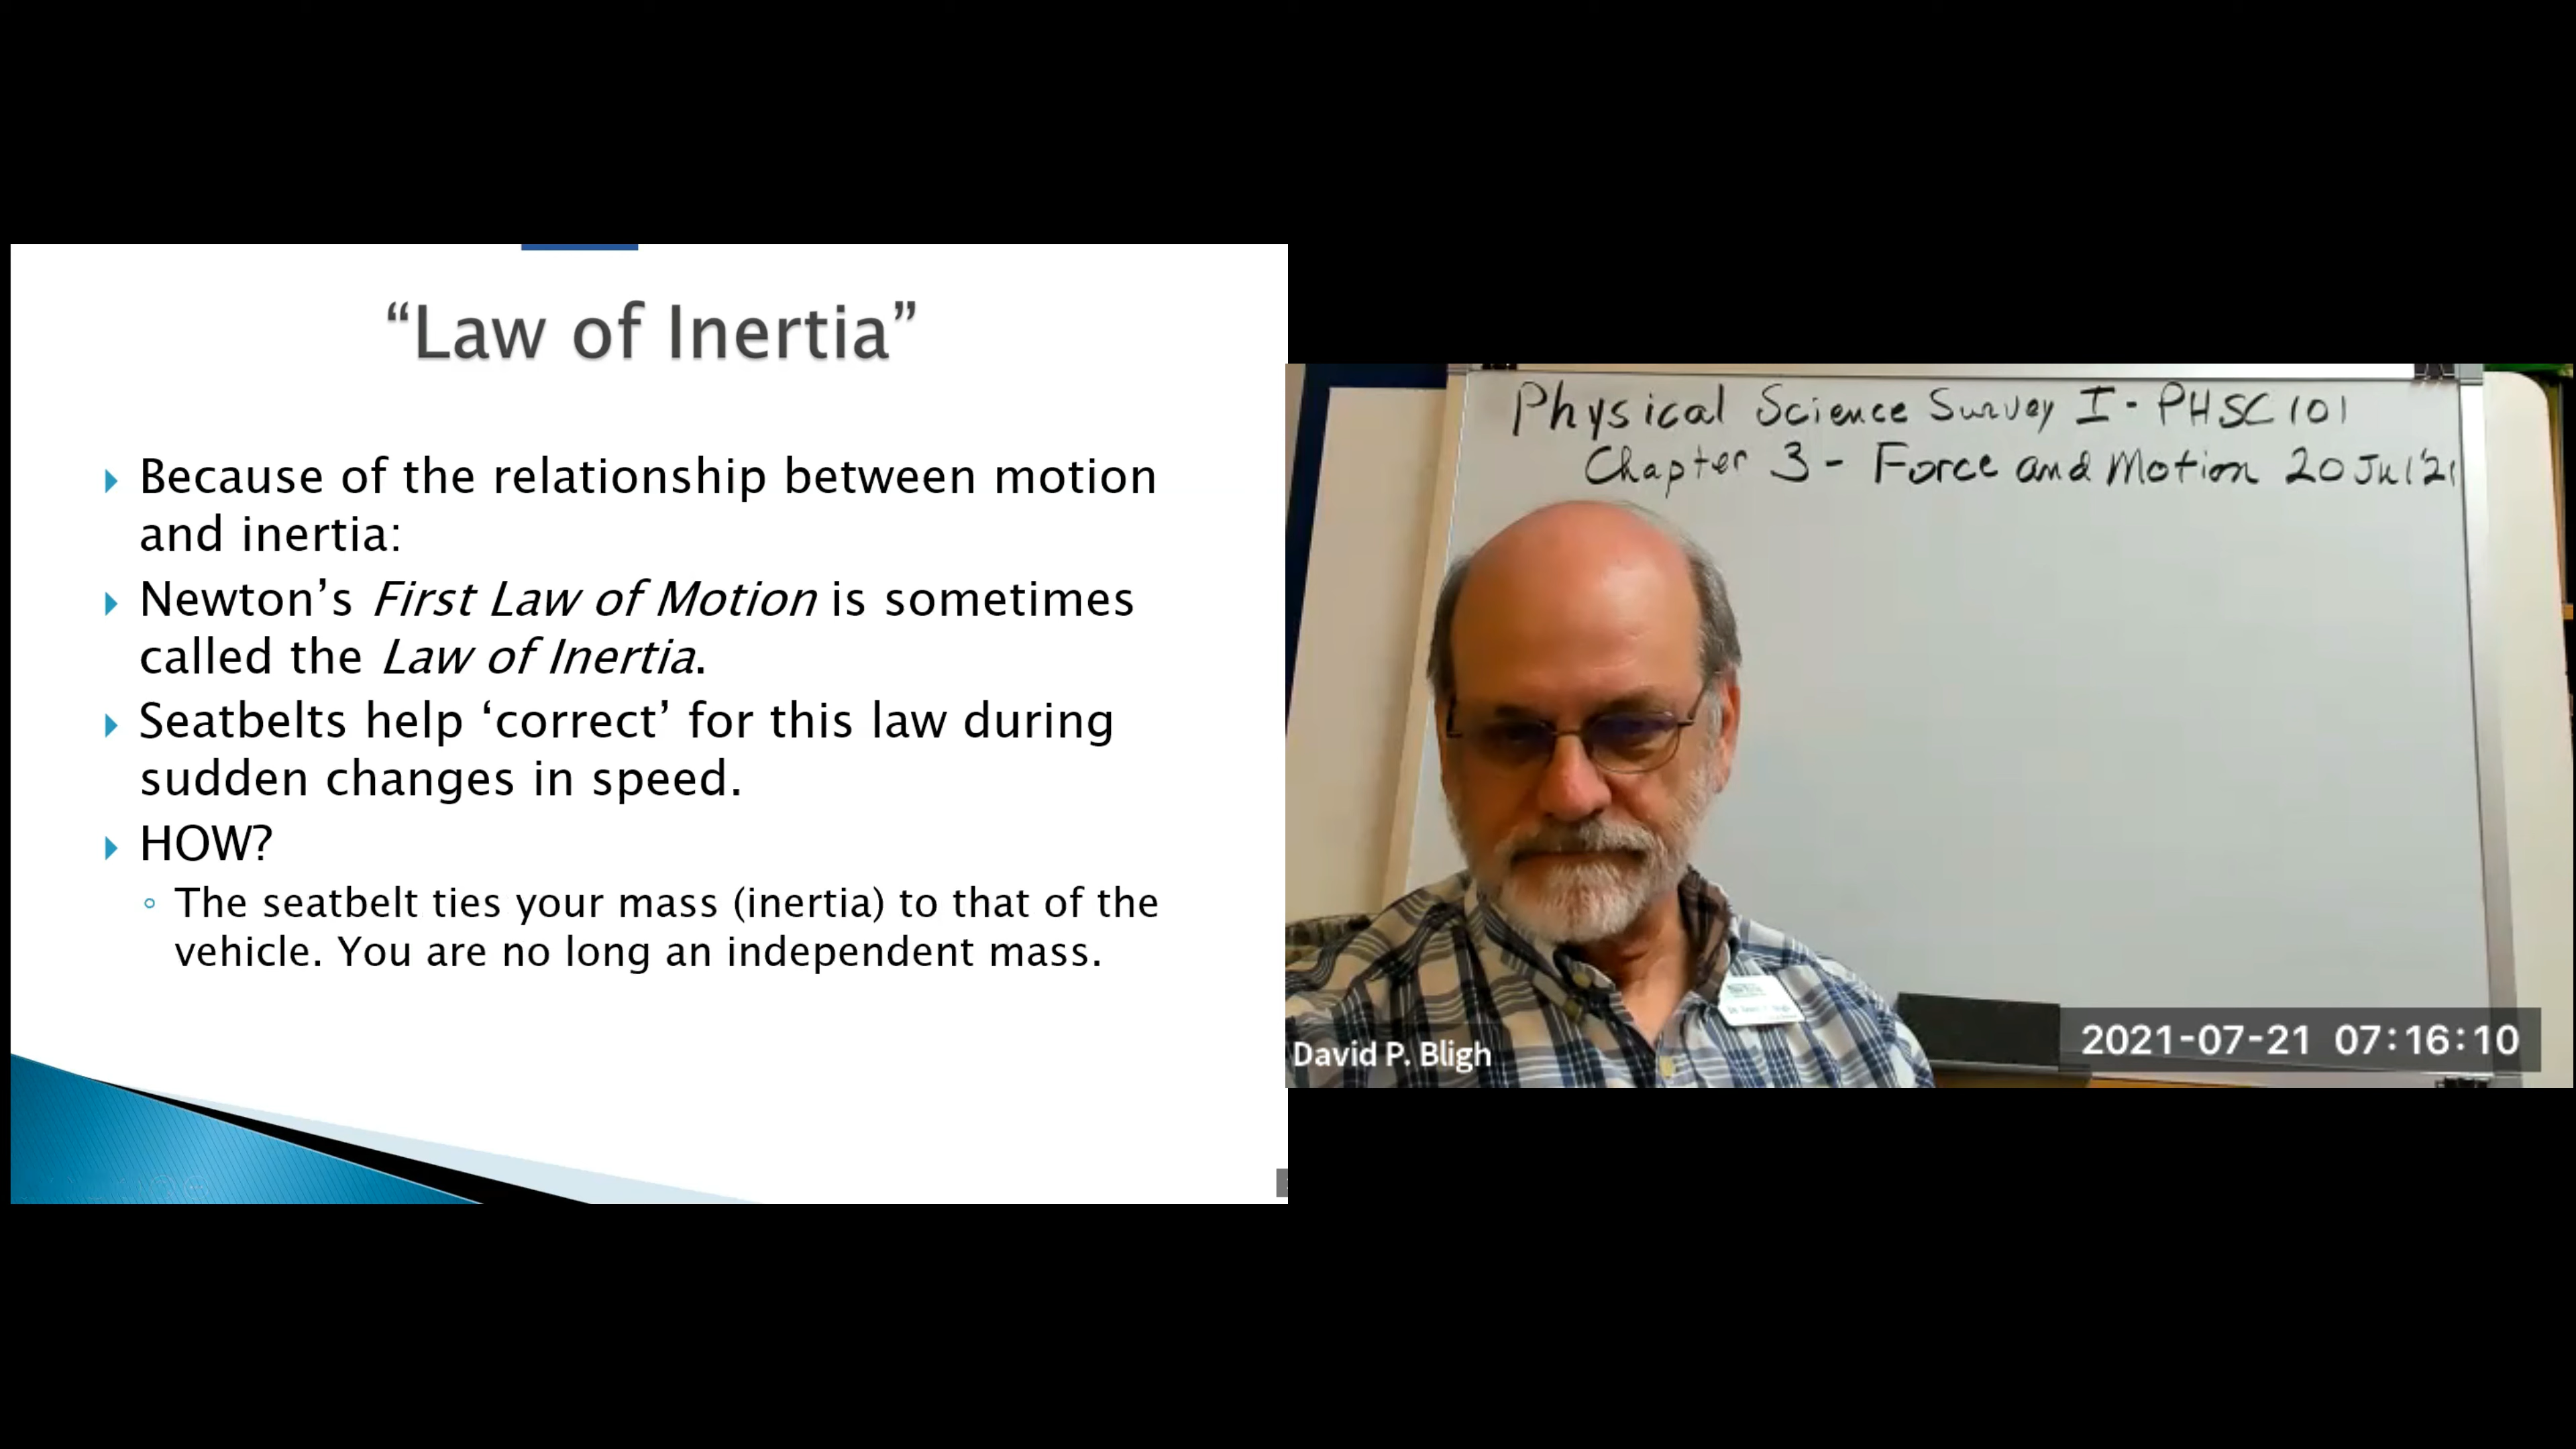 “Law of Inertia”
Because of the relationship between motion
and inertia:
Newton’s First Law of Motion is sometimes
called the Law of Inertia.
Seatbelts help ‘correct’ for this law during
sudden changes in speed.
HOW?
The seatbelt ties your mass (inertia) to that of the
vehicle. You are no long an independent mass.
Physical Science Survey I - PHSC 101
Chapter 3 - Force and Motion 20 Jul '21
David P. Bligh
2021-07-21 07:16:10